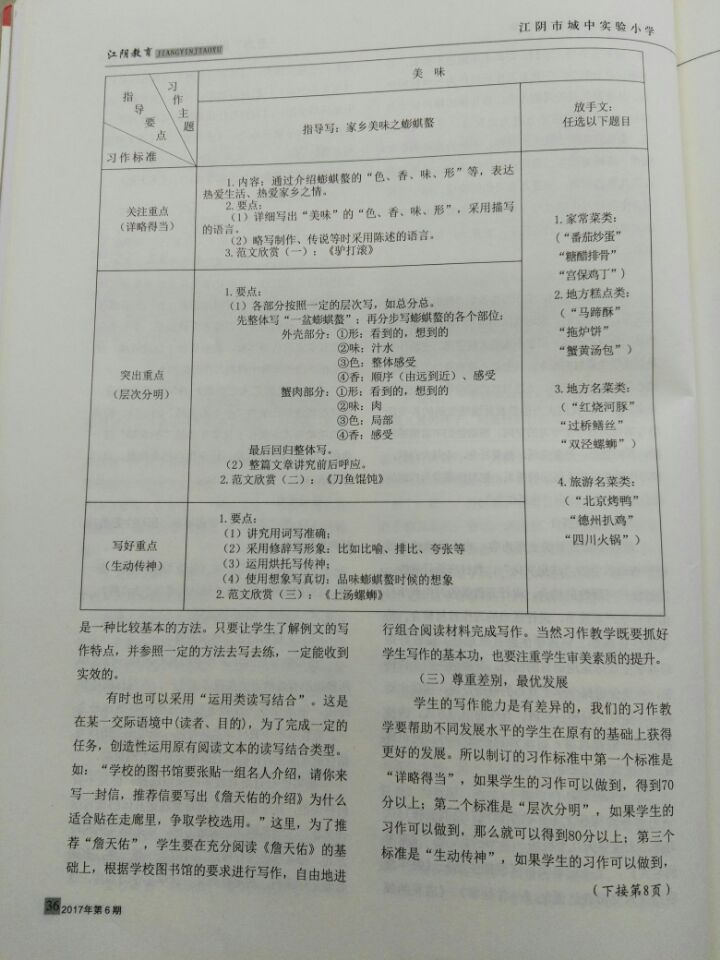 江阴教育 JIANGYINJIAOYU
江阴市城中实验小学
指导要点
习作主题
习作标准
美 味
指导写：家乡美味之蟛蜞螯
放手文：
任选以下题目
关注重点
（详略得当）
1.内容：通过介绍蟛蜞螯的“色、香、味、形”等，表达
热爱生活、热爱家乡之情。
2.要点：
（1）详细写出“美味”的“色、香、味、形”，采用描写
的语言。
（2）略写制作、传说等时采用陈述的语言。
3.范文欣赏（一）：《驴打滚》
突出重点
（层次分明）
1.要点：
（1）各部分按照一定的层次写，如总分总。
先整体写“一盆蟛蜞螯”；再分步写蟛蜞螯的各个部位：
外壳部分：①形：看到的，想到的
②味：汁水
③色：整体感受
④香：顺序（由远到近）、感受
蟹肉部分：①形：看到的，想到的
②味：肉
③色：局部
④香：感受
最后回归整体写。
（2）整篇文章讲究前后呼应。
2.范文欣赏（二）：《刀鱼馄饨》
写好重点
（生动传神）
1.要点：
（1）讲究用词写准确；
（2）采用修辞写形象：比如比喻、排比、夸张等
（3）运用烘托写传神；
（4）使用想象写真切：品味蟛蜞螯时候的想象
2.范文欣赏（三）：《上汤螺蛳》
1.家常菜类：
（“番茄炒蛋”
“糖醋排骨”
“宫保鸡丁”）
2.地方糕点类：
（“马蹄酥”
“拖炉饼”
“蟹黄汤包”）
3.地方名菜类：
（“红烧河豚”
“过桥鳝丝”
“双泾螺蛳”）
4.旅游名菜类：
（“北京烤鸭”
“德州扒鸡”
“四川火锅”）
是一种比较基本的方法。只要让学生了解例文的写
作特点，并参照一定的方法去写去练，一定能收到
实效的。
有时也可以采用“运用类读写结合”。这是
在某一交际语境中(读者、目的)，为了完成一定的
任务，创造性运用原有阅读文本的读写结合类型。
如：“学校的图书馆要张贴一组名人介绍，请你来
写一封信，推荐信要写出《詹天佑的介绍》为什么
适合贴在走廊里，争取学校选用。”这里，为了推
荐“詹天佑”，学生要在充分阅读《詹天佑》的基
础上，根据学校图书馆的要求进行写作，自由地进
行组合阅读材料完成写作。当然习作教学既要抓好
学生写作的基本功，也要注重学生审美素质的提升。
（三）尊重差别，最优发展
学生的写作能力是有差异的，我们的习作教
学要帮助不同发展水平的学生在原有的基础上获得
更好的发展。所以制订的习作标准中第一个标准是
“详略得当”，如果学生的习作可以做到，得到70
分以上；第二个标准是“层次分明”，如果学生的
习作可以做到，那么就可以得到80分以上；第三个
标准是“生动传神”，如果学生的习作可以做到，
（下接第8页）
36 2017年第6期